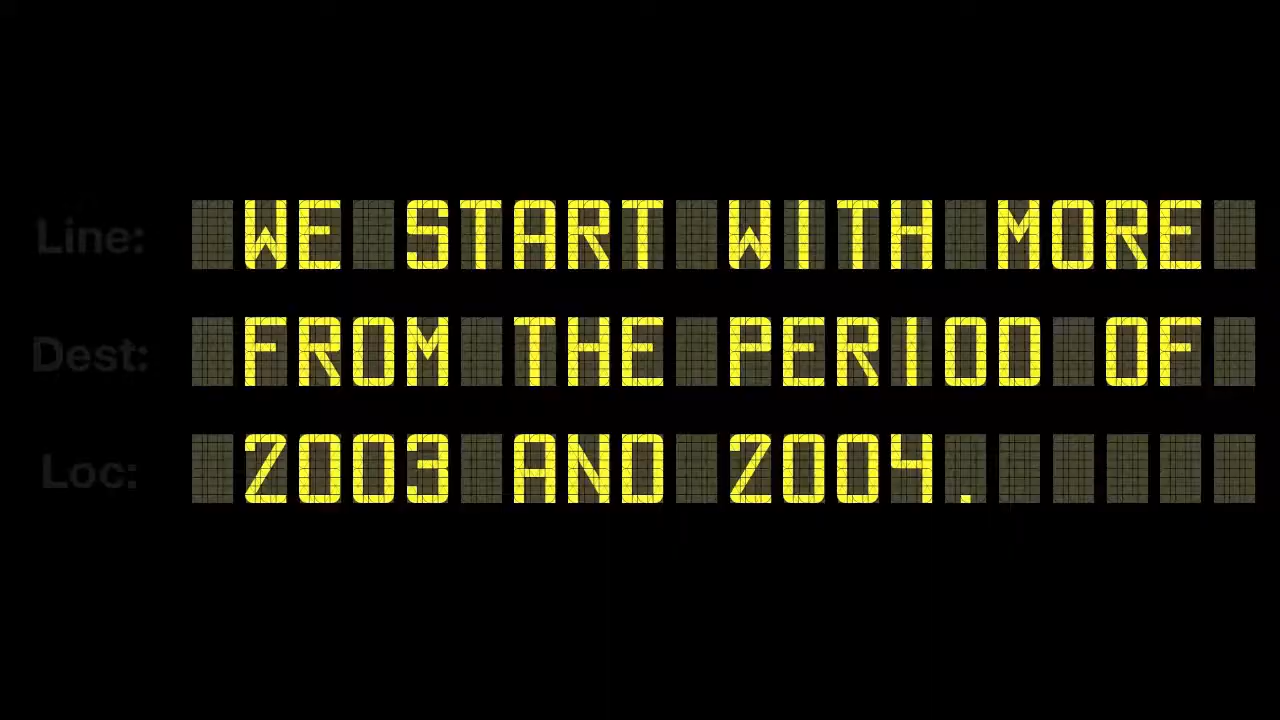 Line: WE START WITH MORE
Dest: FROM THE PERIOD OF
Loc: 2003 AND 2004.